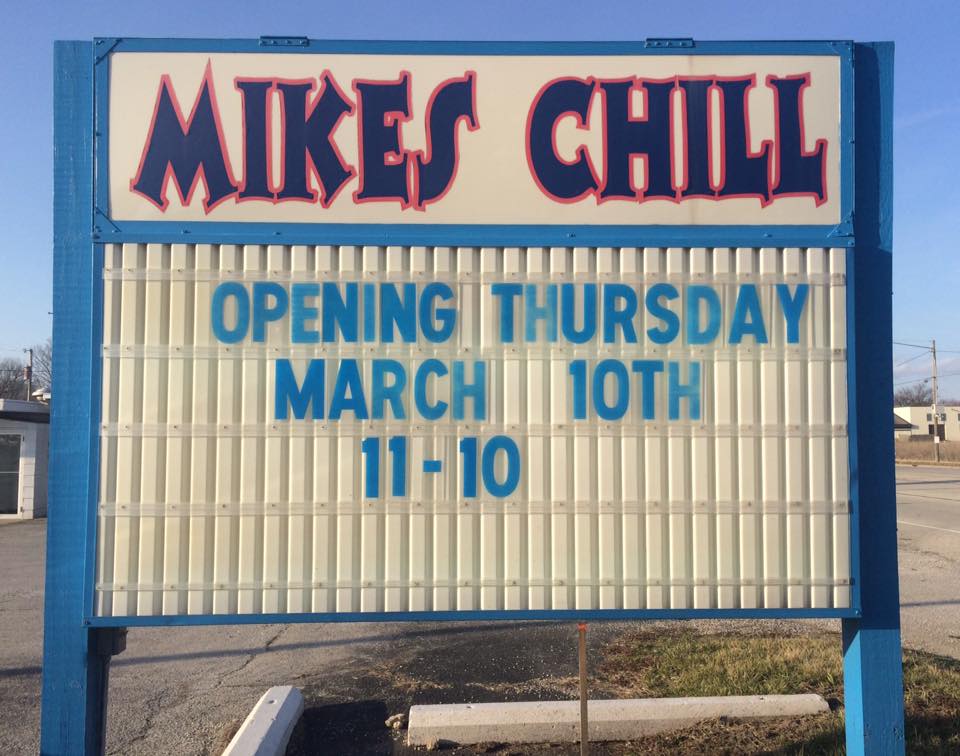 MIKES CHILL
OPENING THURSDAY
MARCH 10TH
11-10